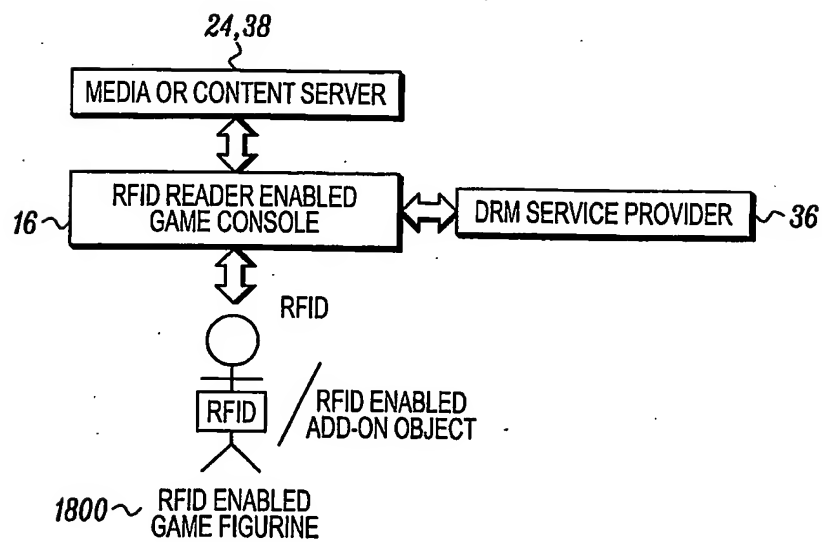 24,38
MEDIA OR CONTENT SERVER
RFID READER ENABLED
GAME CONSOLE
16
DRM SERVICE PROVIDER
36
RFID
RFID
RFID ENABLED
ADD-ON OBJECT
1800
RFID ENABLED
GAME FIGURINE